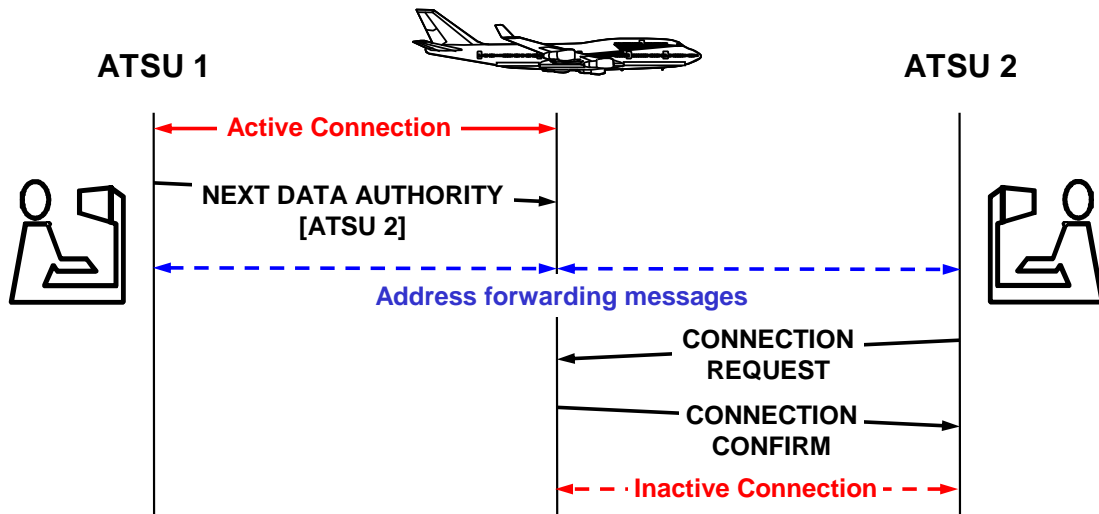 ATSU 1
ATSU 2
Active Connection
NEXT DATA AUTHORITY
[ATSU 2]
Address forwarding messages
CONNECTION
REQUEST
CONNECTION
CONFIRM
Inactive Connection